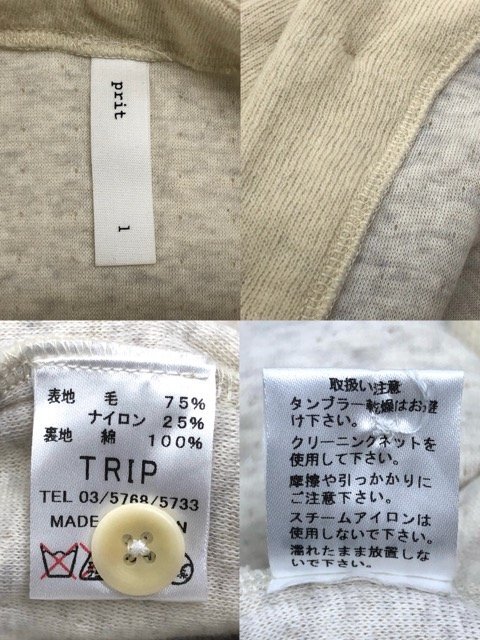 prit
1
表地 毛 75%
ナイロン 25%
裏地 綿 100%
TRIP
TEL 03/5768/5733
MADE
取扱い注意
タンブラー乾燥はお避
け下さい。
クリーニングネットを
使用して下さい。
摩擦や引っかかりに
ご注意下さい。
スチームアイロンは
使用しないで下さい。
濡れたまま放置しな
いで下さい。